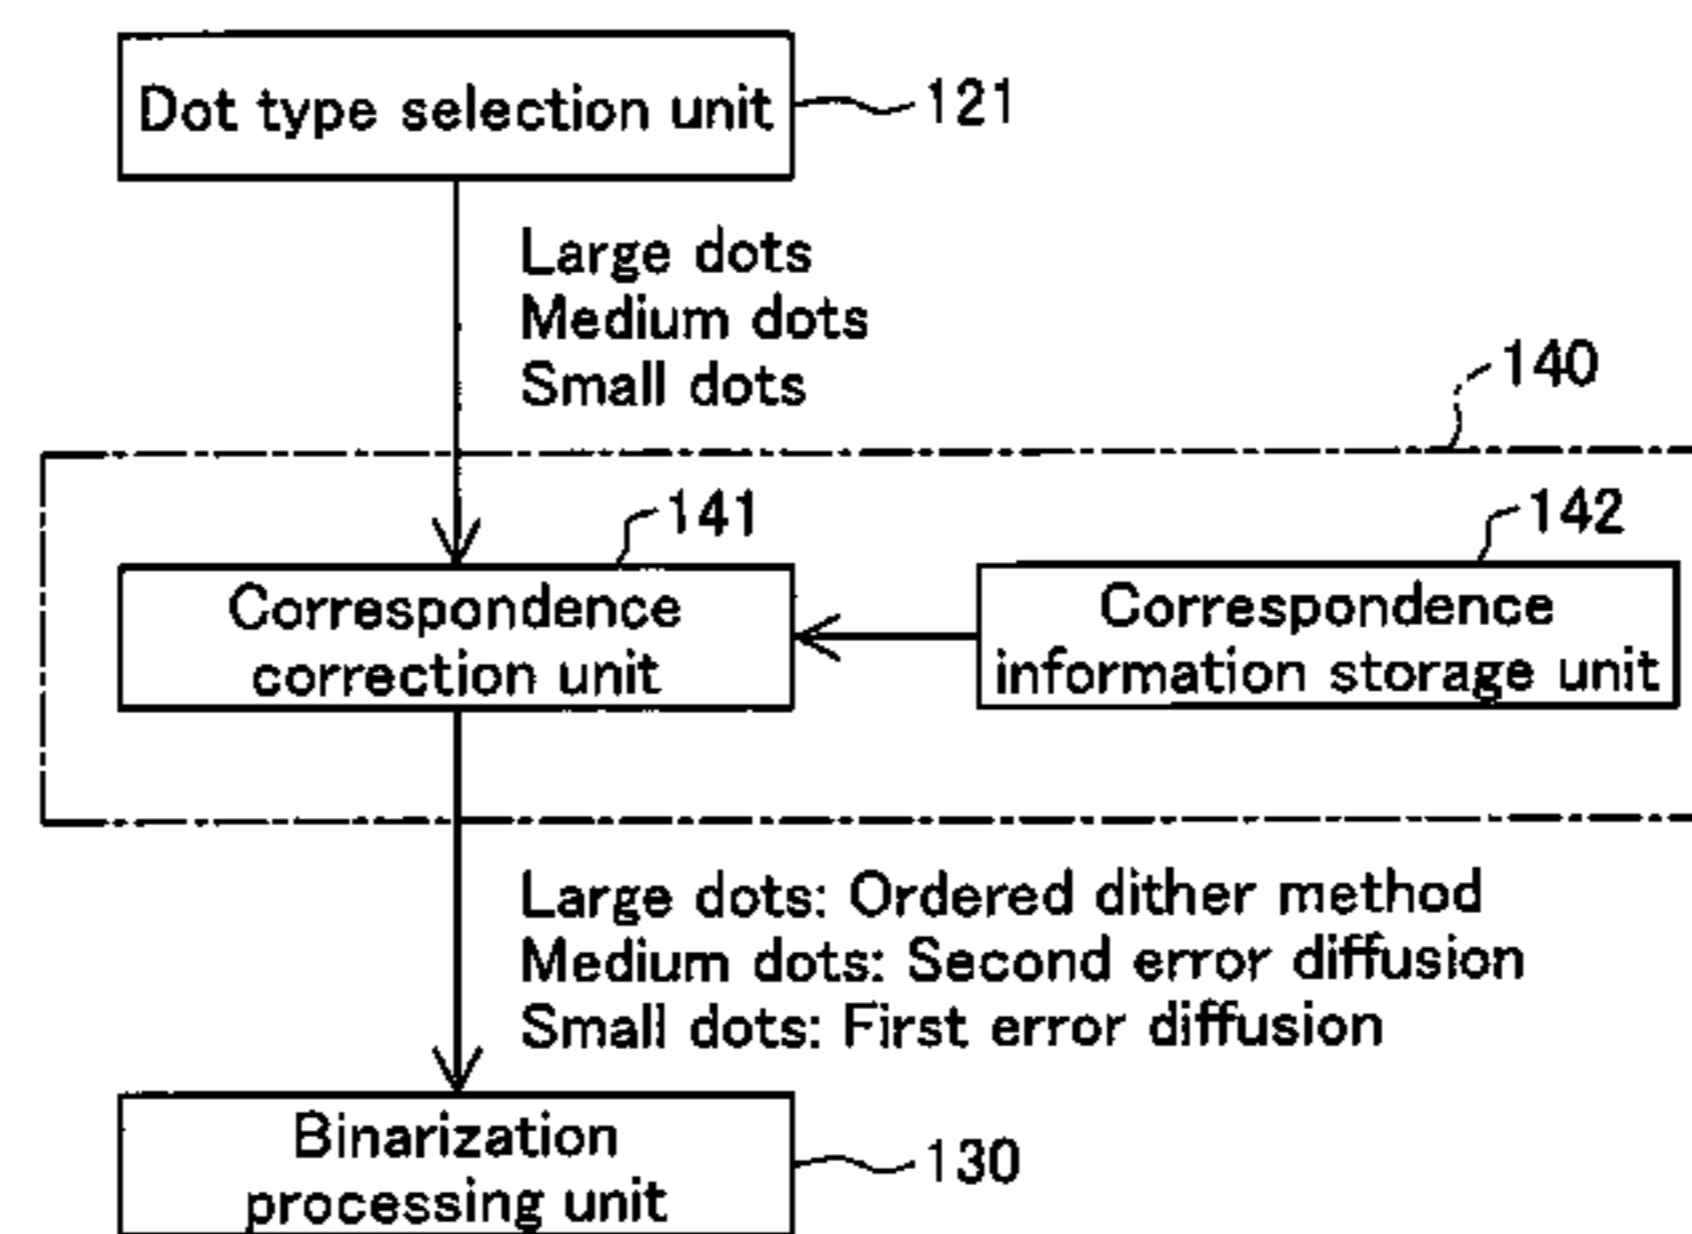 Dot type selection unit
121
Large dots
Medium dots
Small dots
140
141
142
Correspondence
correction unit
Correspondence
information storage unit
Large dots: Ordered dither method
Medium dots: Second error diffusion
Small dots: First error diffusion
Binarization
processing unit
130